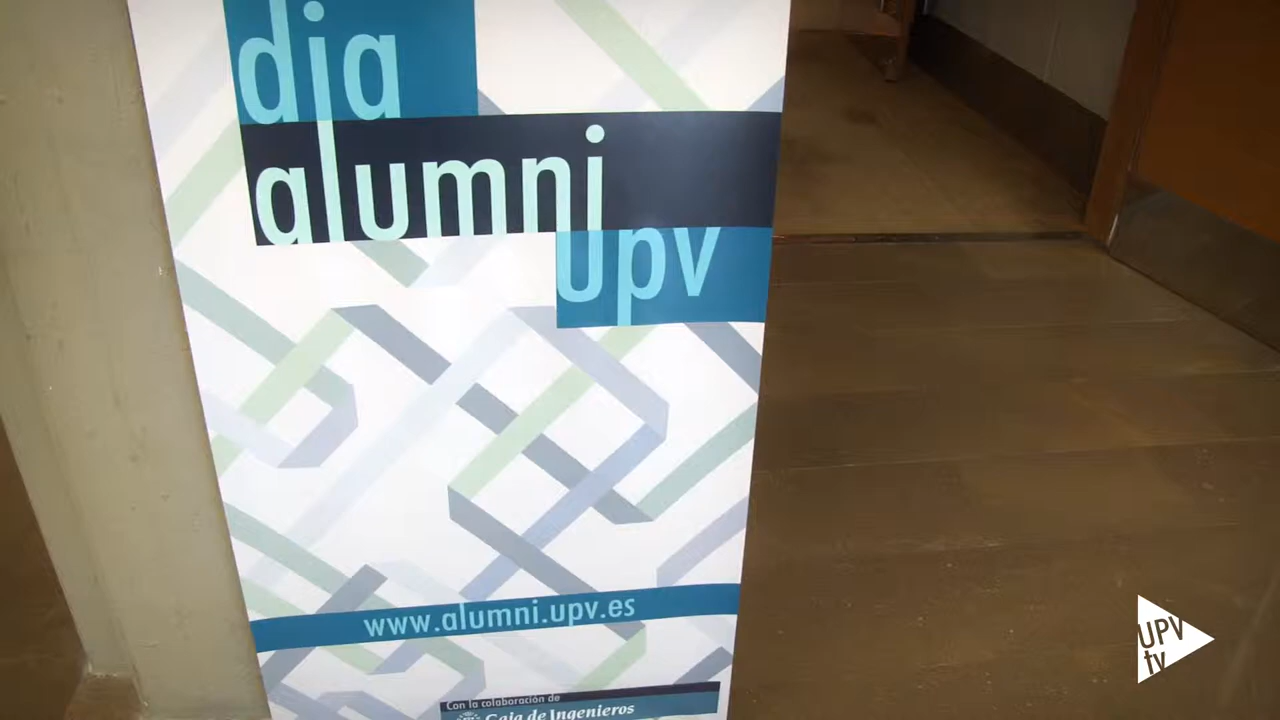 dia
alumni
upv
www.alumni.upv.es
Con la colaboración de
Caja de Ingenieros
UPV
tv